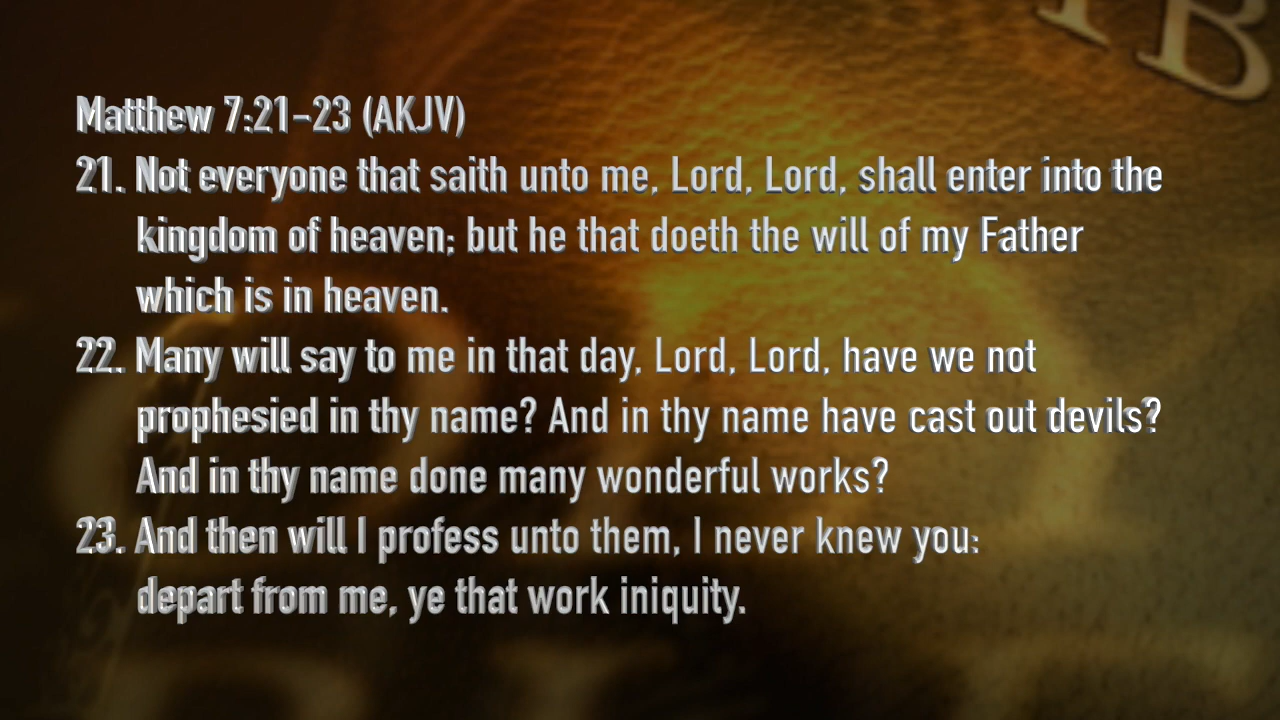 Matthew 7:21-23 (AKJV)
21. Not everyone that saith unto me, Lord, Lord, shall enter into the
kingdom of heaven; but he that doeth the will of my Father
which is in heaven.
22. Many will say to me in that day, Lord, Lord, have we not
prophesied in thy name? And in thy name have cast out devils?
And in thy name done many wonderful works?
23. And then will I profess unto them, I never knew you:
depart from me, ye that work iniquity.